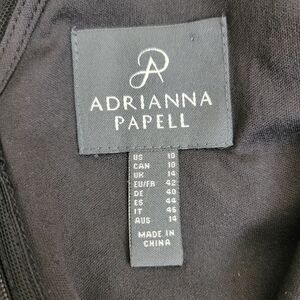 ADRIANNA
PAPELL
US 10
CAN 10
UK 14
EU/FR 42
DE 40
ES 44
IT 46
AUS 14
MADE IN
CHINA